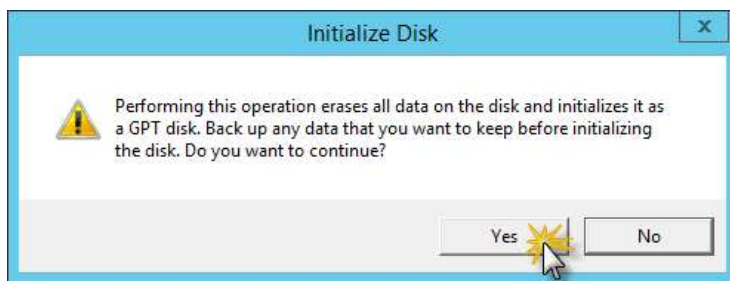 Initialize Disk
x
Performing this operation erases all data on the disk and initializes it as
a GPT disk. Back up any data that you want to keep before initializing
the disk. Do you want to continue?
Yes
No